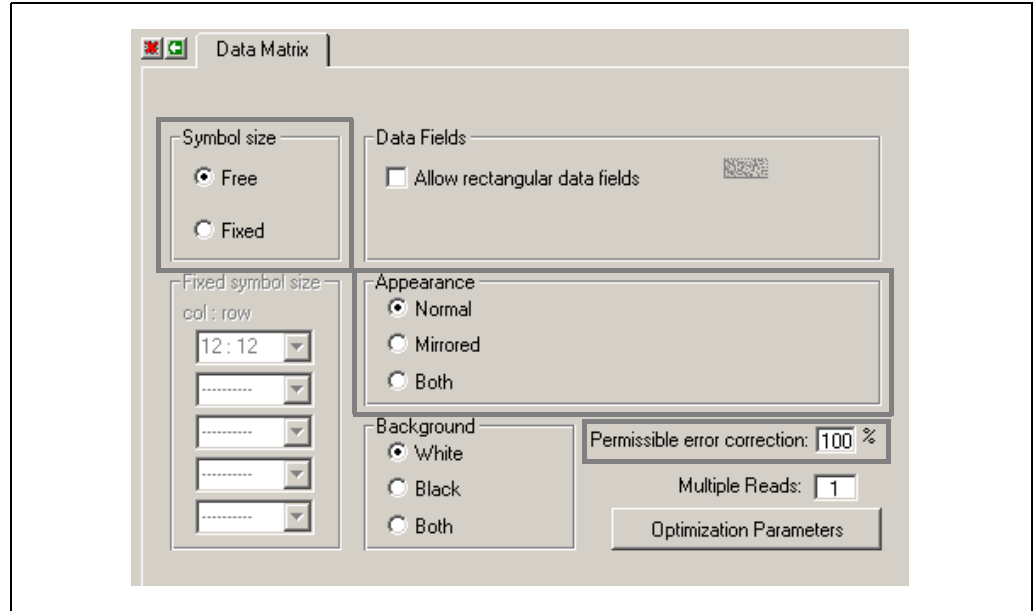 Data Matrix
Symbol size
Free
Fixed
Data Fields
Allow rectangular data fields
Fixed symbol size
col : row
12 : 12
----------
----------
----------
----------
Appearance
Normal
Mirrored
Both
Background
White
Black
Both
Permissible error correction: 100 %
Multiple Reads: 1
Optimization Parameters